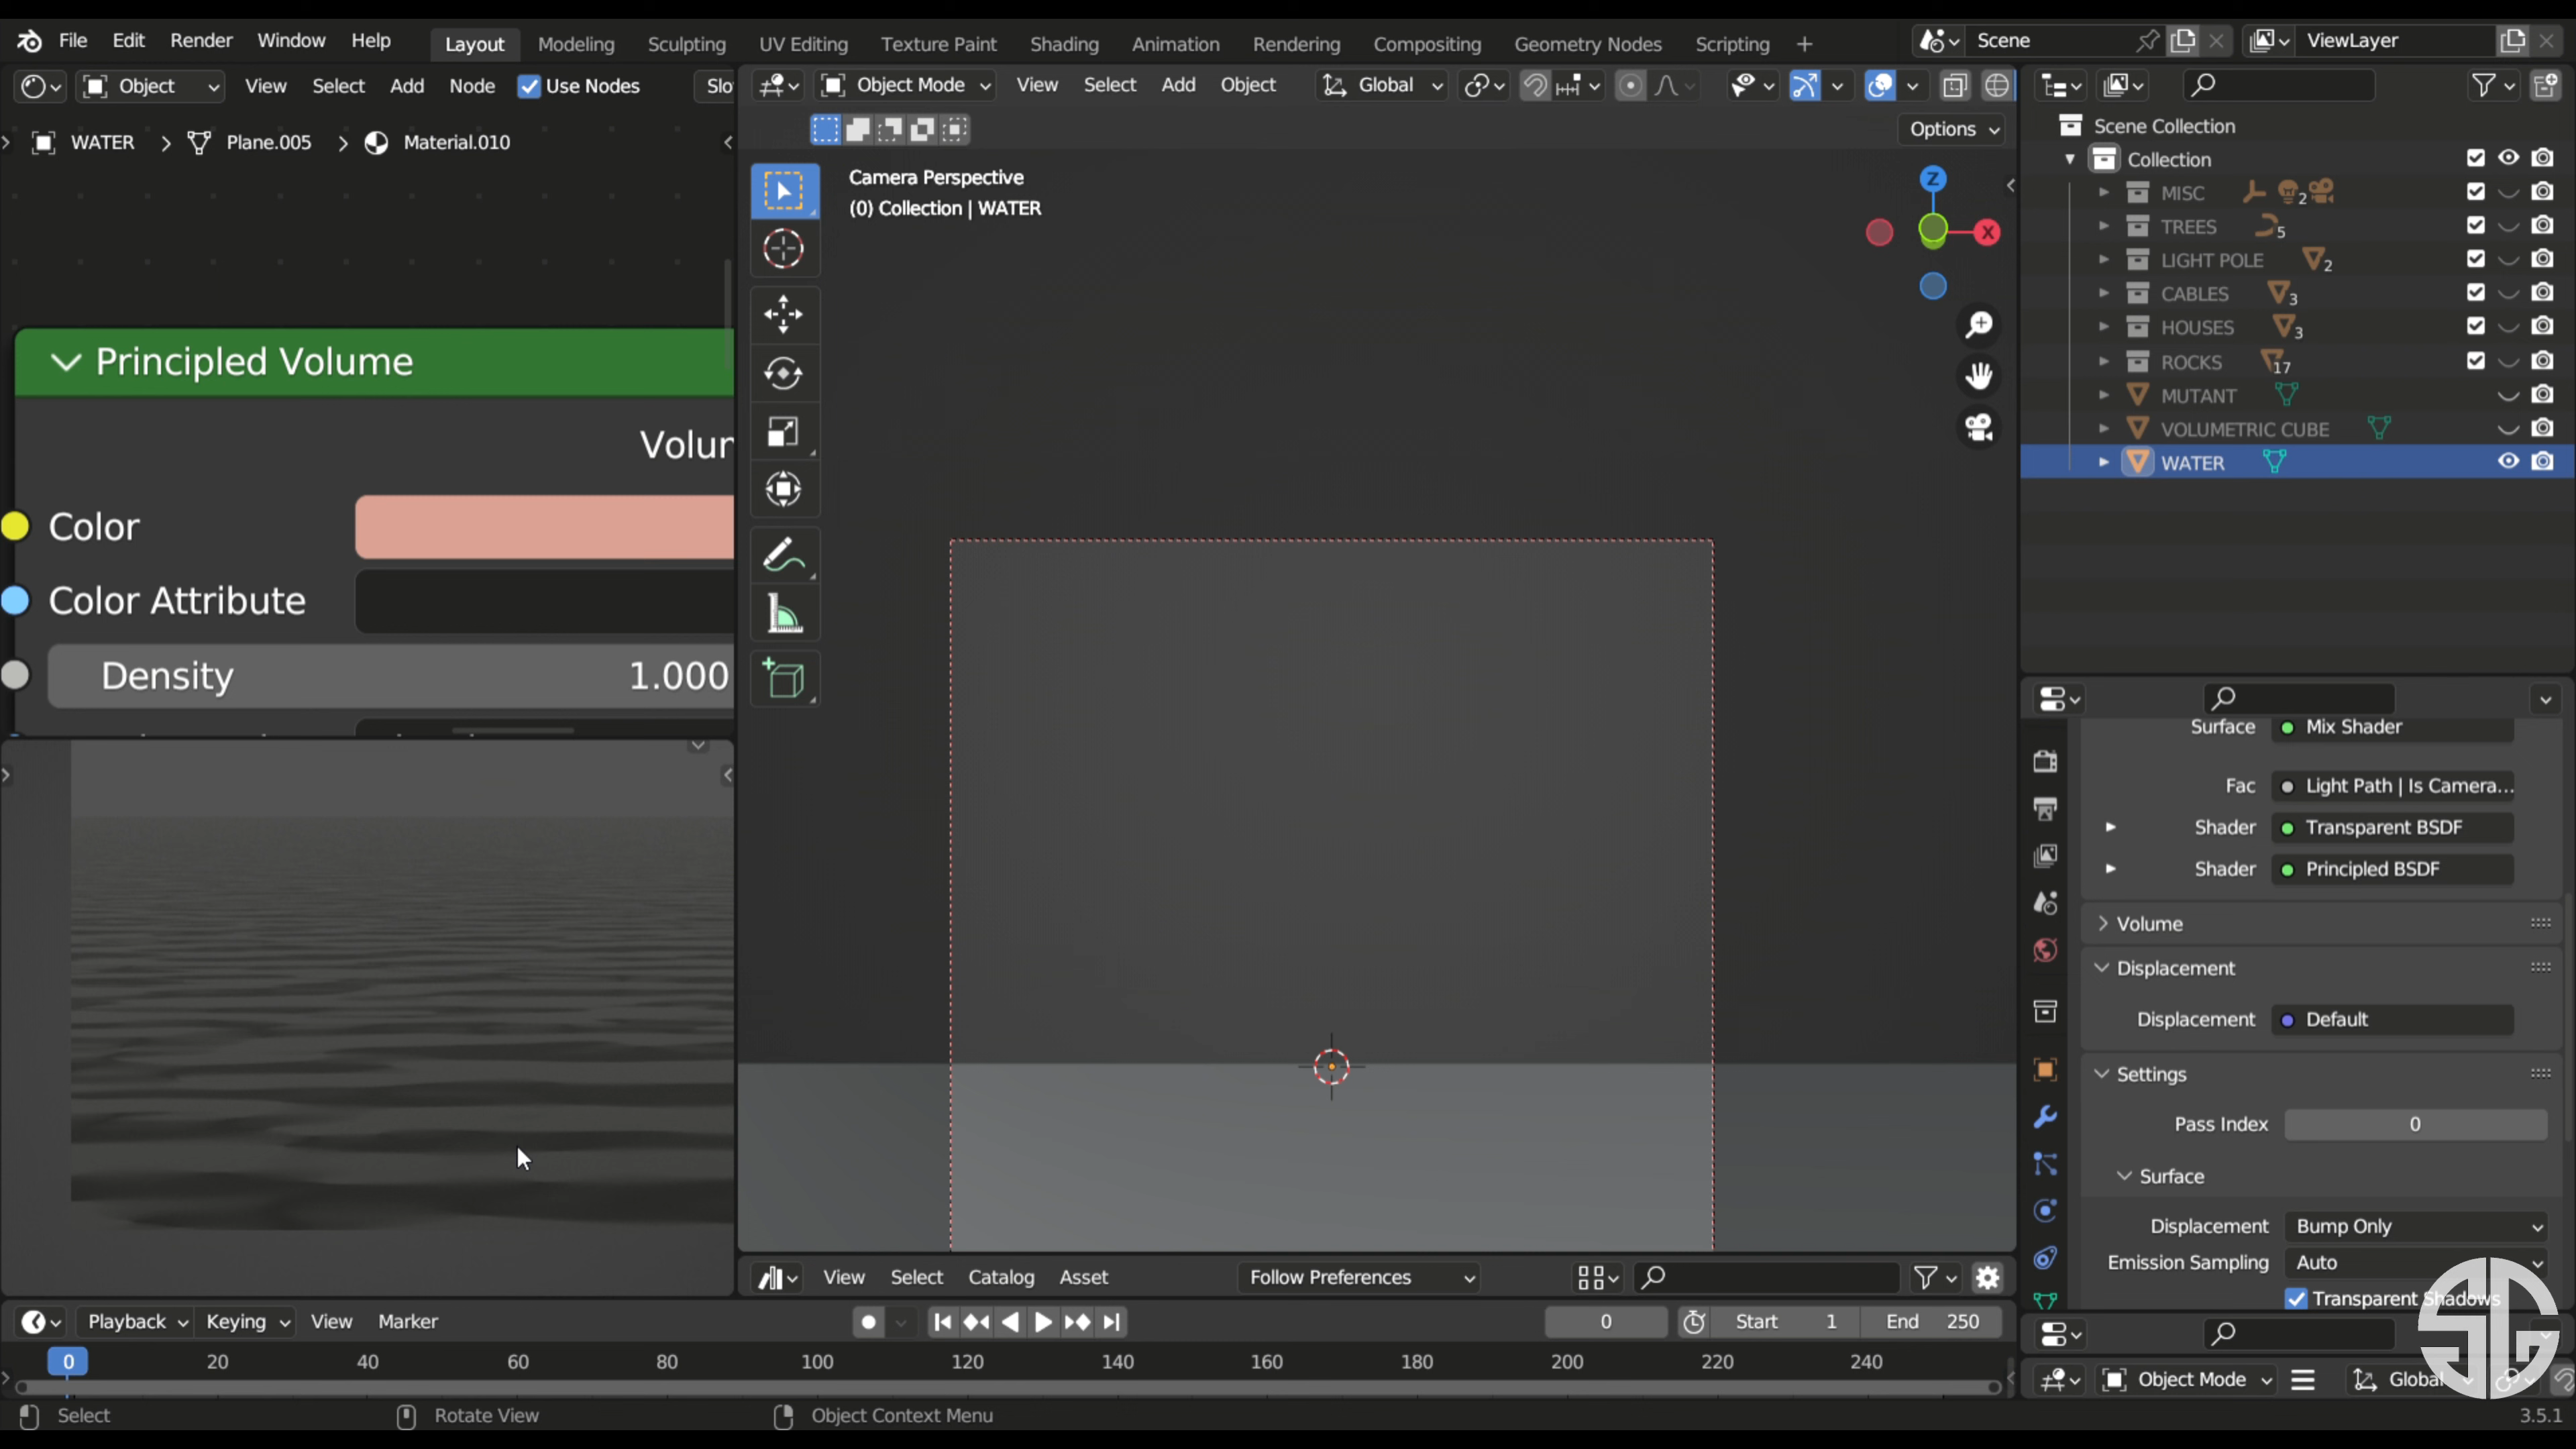 File Edit Render Window Help Layout Modeling Sculpting UV Editing Texture Paint Shading Animation Rendering Compositing Geometry Nodes Scripting + Scene ViewLayer
Object View Select Add Node Use Nodes Slo
Object Mode View Select Add Object Global
Options
WATER > Plane.005 > Material.010
Camera Perspective
(0) Collection | WATER
Z
X
Principled Volume
Volum
Color
Color Attribute
Density 1.000
Scene Collection
Collection
MISC 2
TREES 5
LIGHT POLE 2
CABLES 3
HOUSES 3
ROCKS 17
MUTANT
VOLUMETRIC CUBE
WATER
Surface Mix Shader
Fac Light Path | Is Camera...
Shader Transparent BSDF
Shader Principled BSDF
Volume
Displacement
Displacement Default
Settings
Pass Index 0
Surface
Displacement Bump Only
Emission Sampling Auto
Transparent Shadows
View Select Catalog Asset Follow Preferences
Playback Keying View Marker 0 Start 1 End 250
0 20 40 60 80 100 120 140 160 180 200 220 240
Object Mode Global
Select Rotate View Object Context Menu 3.5.1